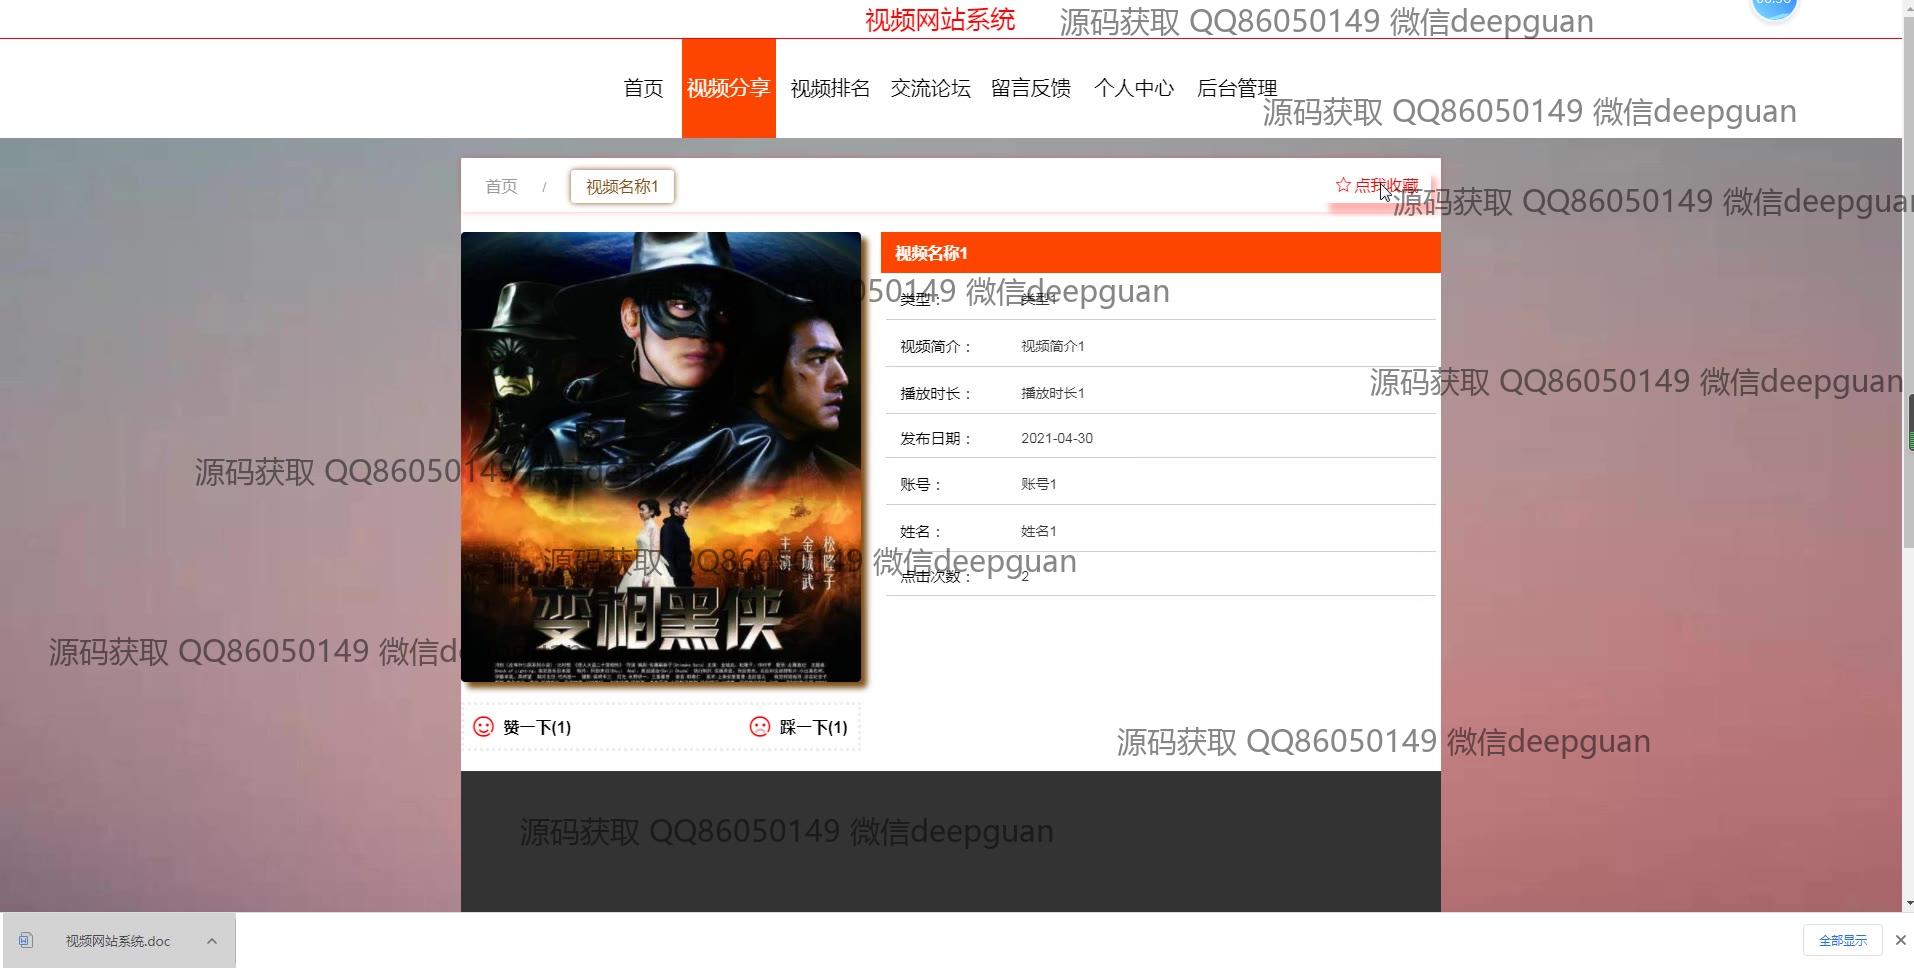 视频网站系统
源码获取 QQ86050149 微信deepguan
首页
视频分享
视频排名
交流论坛
留言反馈
个人中心
后台管理
源码获取 QQ86050149 微信deepguan
首页 / 视频名称1
点我收藏
源码获取 QQ86050149 微信deepguan
视频名称1
类型： 类型1
微信deepguan
视频简介： 视频简介1
播放时长： 播放时长1
源码获取 QQ86050149 微信deepguan
发布日期： 2021-04-30
源码获取 QQ86050149
账号： 账号1
姓名： 姓名1
主演 金城武 松隆子
源码获取 QQ86050149 微信deepguan
点击次数： 2
变相黑侠
源码获取 QQ86050149 微信
赞一下(1)
踩一下(1)
源码获取 QQ86050149 微信deepguan
源码获取 QQ86050149 微信deepguan
视频网站系统.doc
全部显示